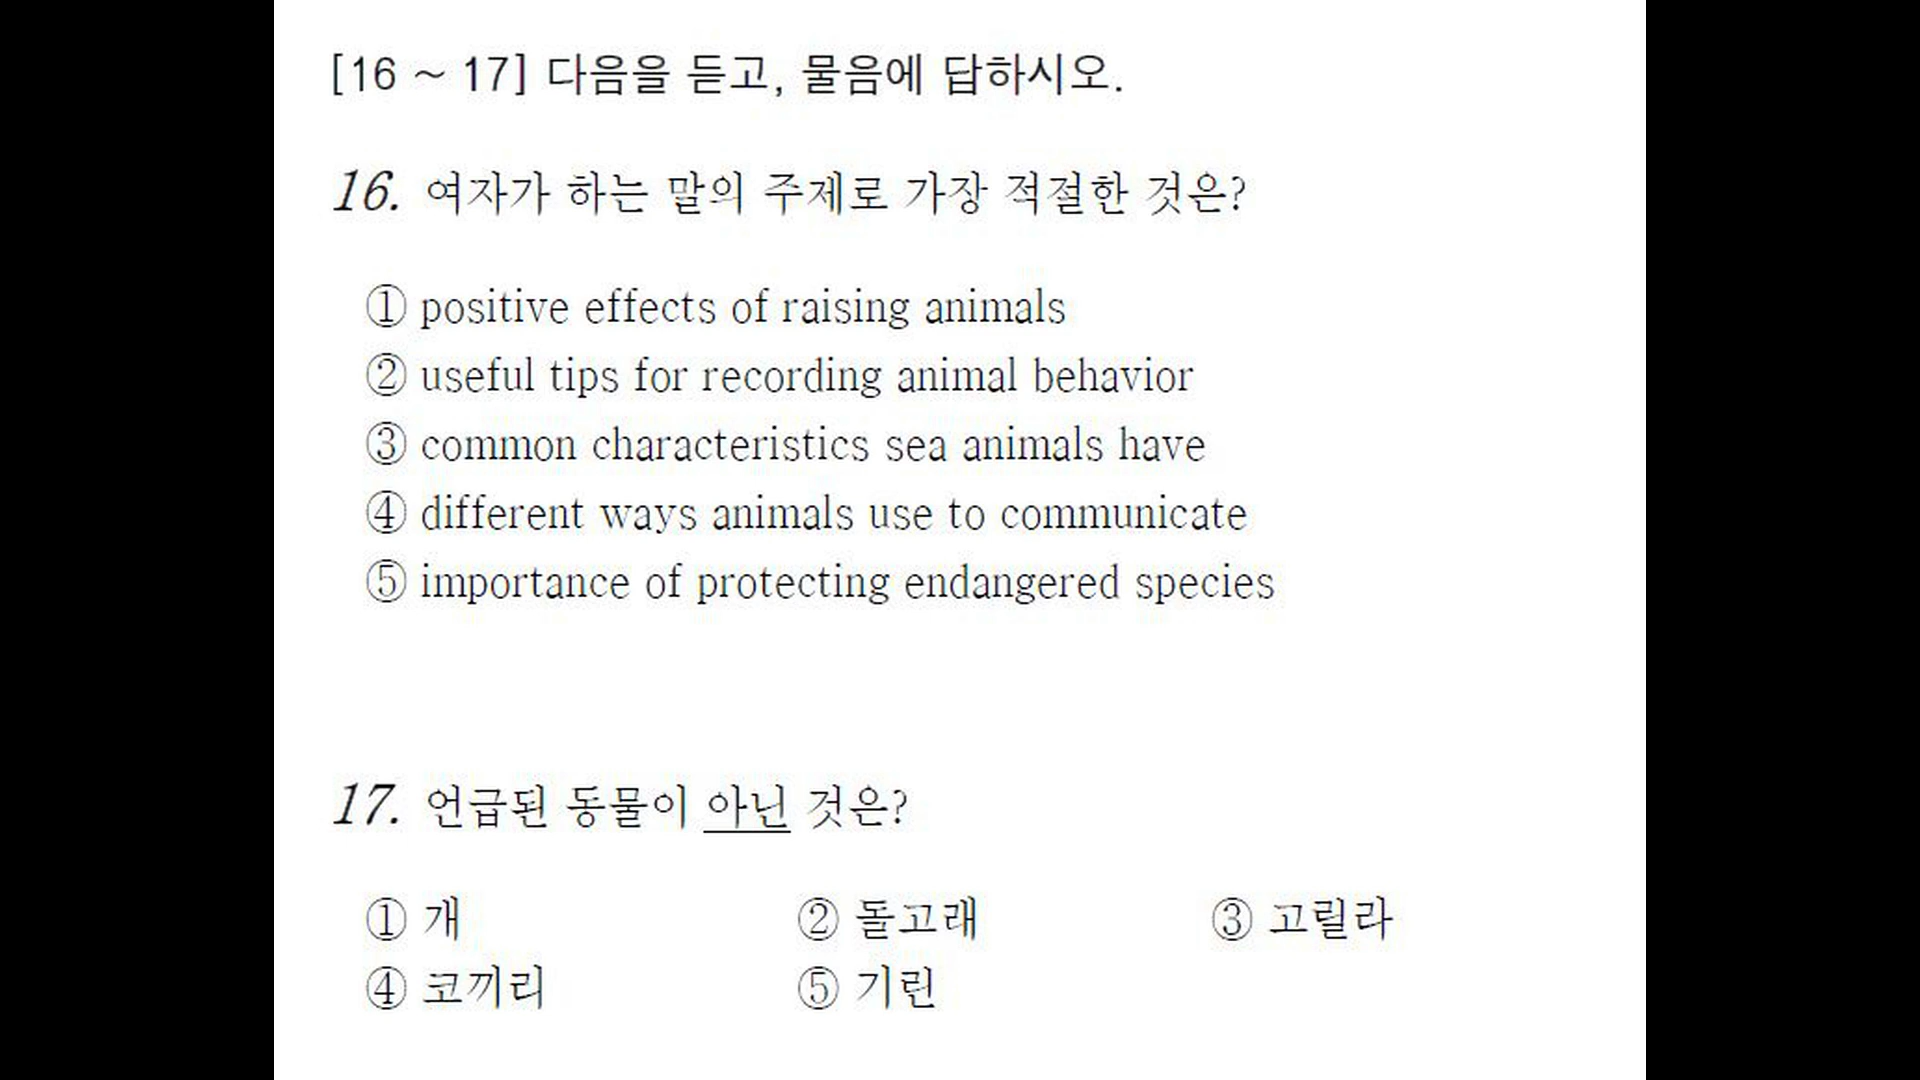 [16 ~ 17] 다음을 듣고, 물음에 답하시오.
16. 여자가 하는 말의 주제로 가장 적절한 것은?
① positive effects of raising animals
② useful tips for recording animal behavior
③ common characteristics sea animals have
④ different ways animals use to communicate
⑤ importance of protecting endangered species
17. 언급된 동물이 아닌 것은?
① 개 ② 돌고래 ③ 고릴라
④ 코끼리 ⑤ 기린